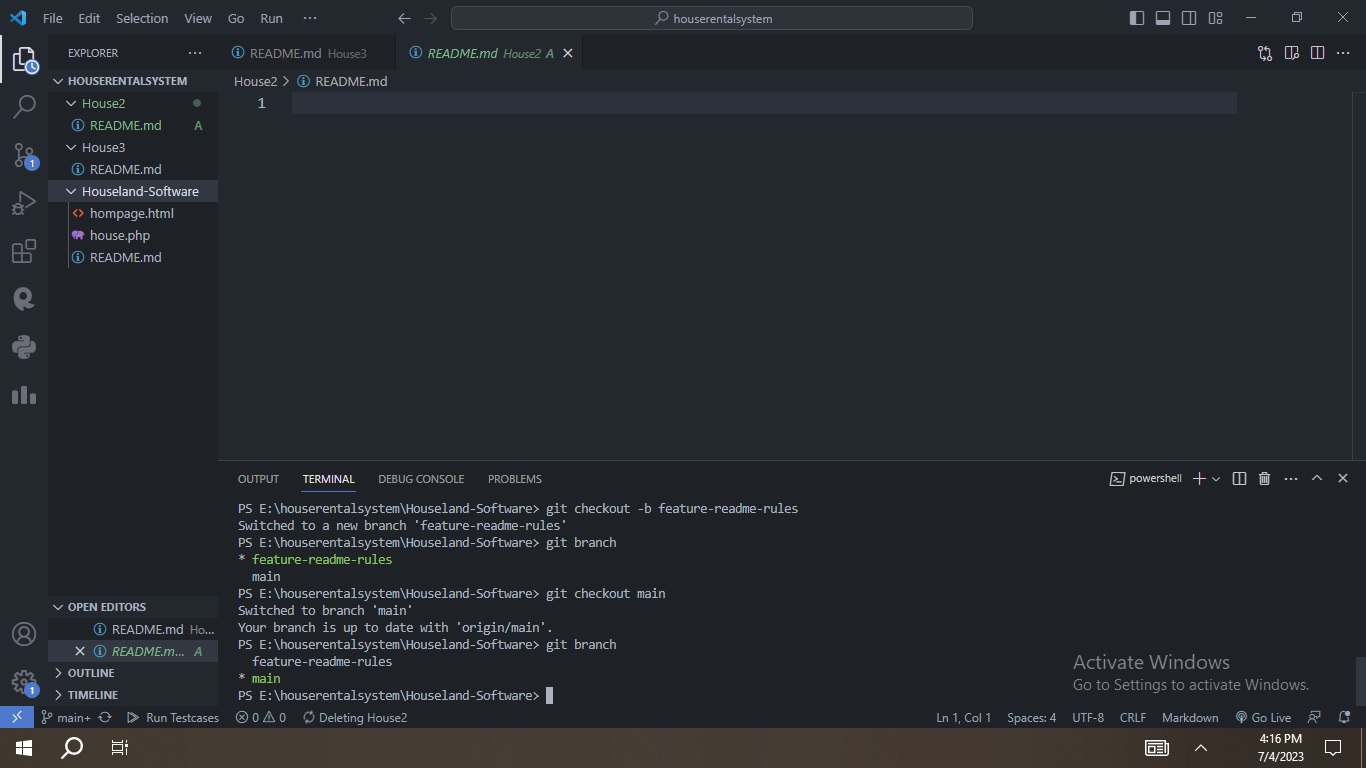 File Edit Selection View Go Run ··· houserentalsystem
EXPLORER ···
README.md House3
README.md House2 A
HOUSERENTALSYSTEM
House2
README.md A
House3
README.md
Houseland-Software
hompage.html
house.php
README.md
House2 > README.md
1
OUTPUT TERMINAL DEBUG CONSOLE PROBLEMS powershell
PS E:\houserentalsystem\Houseland-Software> git checkout -b feature-readme-rules
Switched to a new branch 'feature-readme-rules'
PS E:\houserentalsystem\Houseland-Software> git branch
* feature-readme-rules
main
PS E:\houserentalsystem\Houseland-Software> git checkout main
Switched to branch 'main'
Your branch is up to date with 'origin/main'.
PS E:\houserentalsystem\Houseland-Software> git branch
feature-readme-rules
* main
PS E:\houserentalsystem\Houseland-Software>
OPEN EDITORS
README.md Ho...
README.m... A
OUTLINE
TIMELINE
1
1
Activate Windows
Go to Settings to activate Windows.
main+ Run Testcases 0 0 Deleting House2 Ln 1, Col 1 Spaces: 4 UTF-8 CRLF Markdown Go Live
4:16 PM
7/4/2023